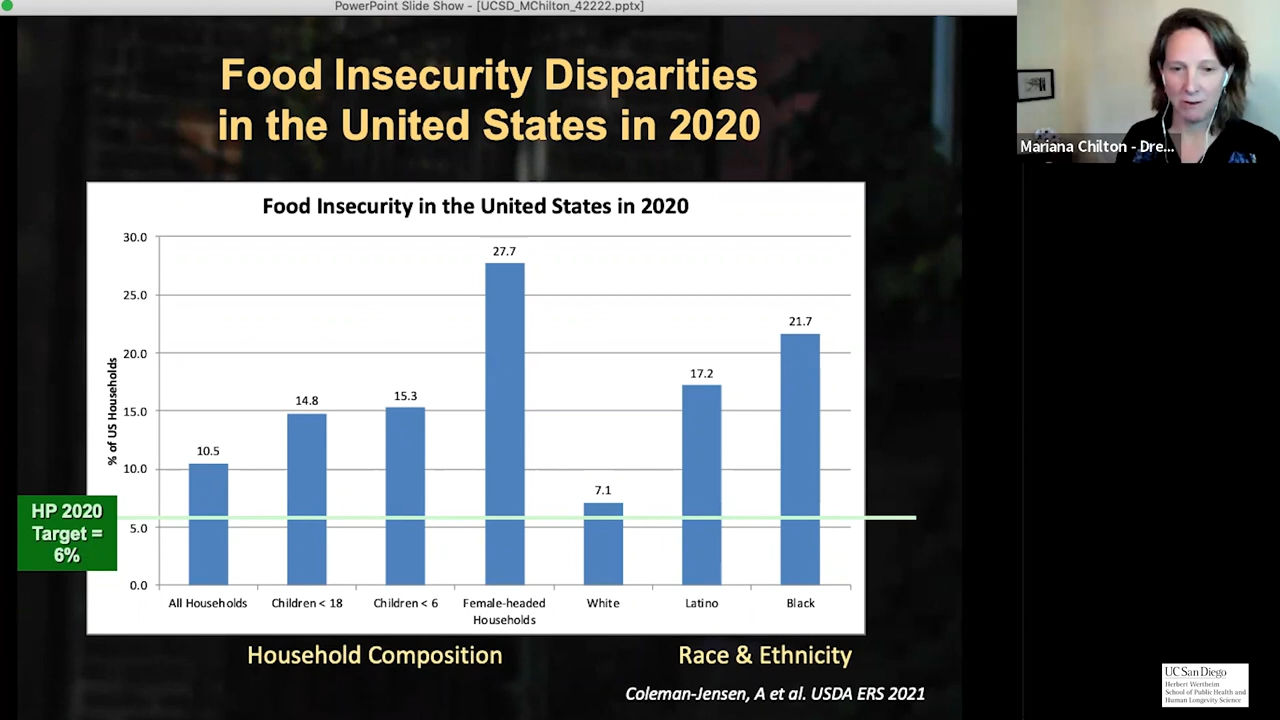 PowerPoint Slide Show - [UCSD_MChilton_42222.pptx]
Food Insecurity Disparities
in the United States in 2020
Mariana Chilton - Dre...
Food Insecurity in the United States in 2020
% of US Households
30.0
25.0
20.0
15.0
10.0
5.0
0.0
10.5
14.8
15.3
27.7
7.1
17.2
21.7
HP 2020
Target =
6%
All Households
Children < 18
Children < 6
Female-headed
Households
White
Latino
Black
Household Composition
Race & Ethnicity
Coleman-Jensen, A et al. USDA ERS 2021
UC San Diego
Herbert Wertheim
School of Public Health and
Human Longevity Science